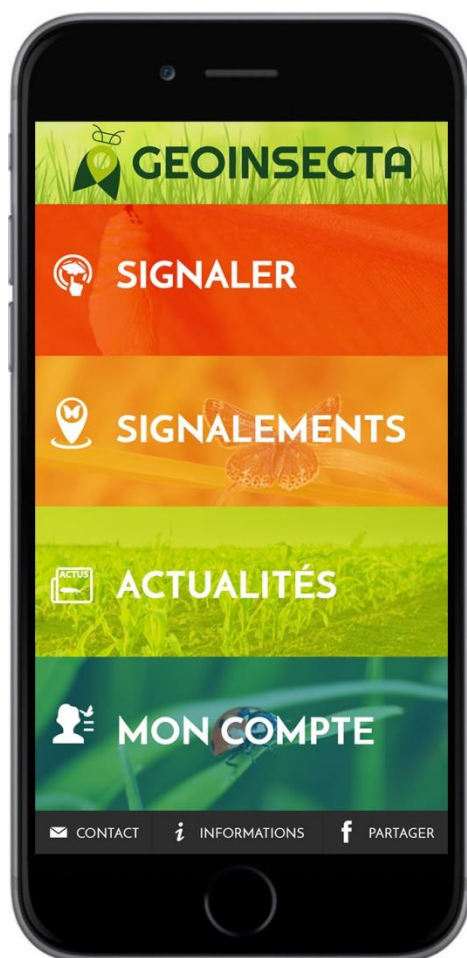 GEOINSECTA
SIGNALER
SIGNALEMENTS
ACTUS
ACTUALITÉS
MON COMPTE
CONTACT
INFORMATIONS
PARTAGER